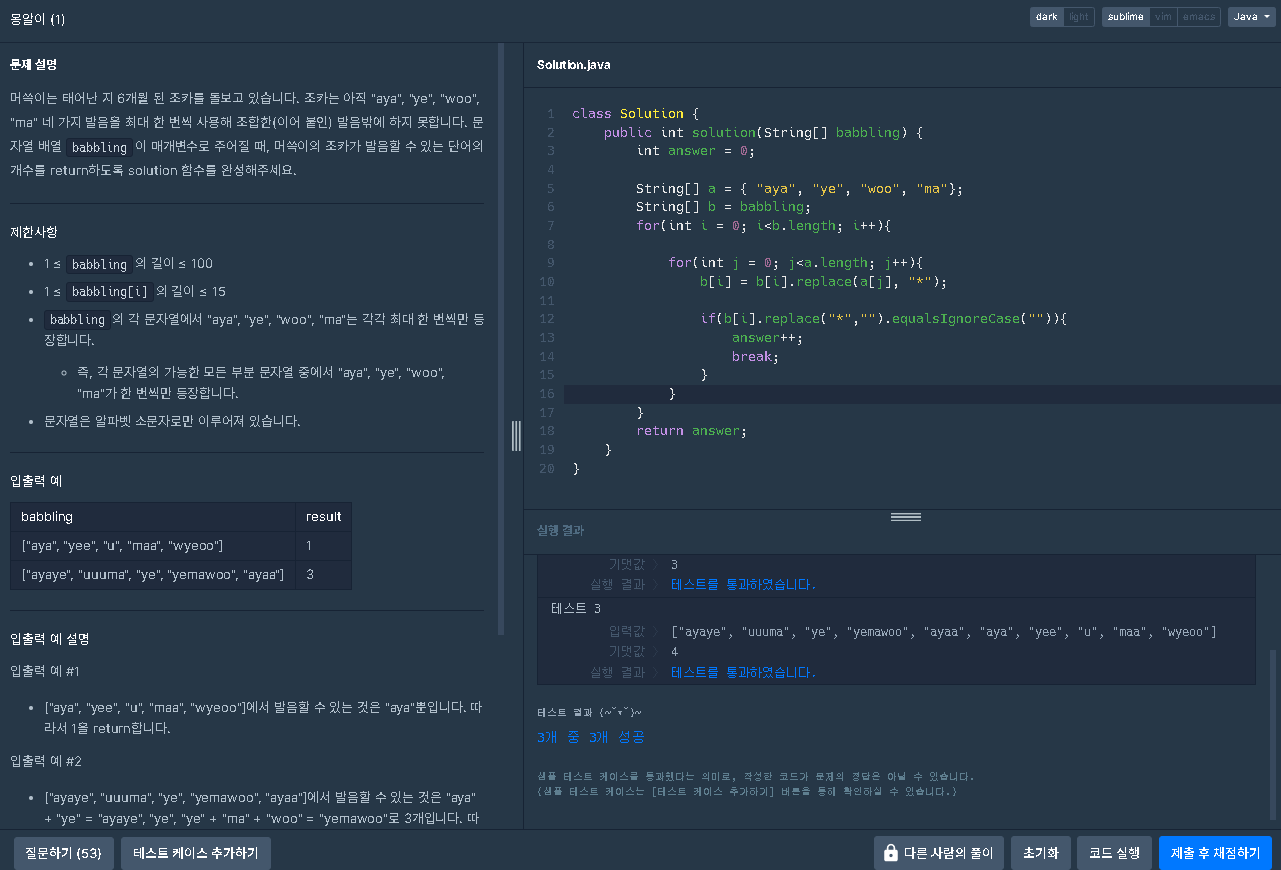 몽알이 (1)
dark light sublime vim emacs Java
문제 설명
머쓱이는 태어난 지 6개월 된 조카를 돌보고 있습니다. 조카는 아직 "aya", "ye", "woo",
"ma" 네 가지 발음을 최대 한 번씩 사용해 조합한(이어 붙인) 발음밖에 하지 못합니다. 문
자열 배열 babbling 이 매개변수로 주어질 때, 머쓱이의 조카가 발음할 수 있는 단어의
개수를 return하도록 solution 함수를 완성해주세요.
제한사항
• 1 ≤ babbling 의 길이 ≤ 100
• 1 ≤ babbling[i] 의 길이 ≤ 15
• babbling 의 각 문자열에서 "aya", "ye", "woo", "ma"는 각각 최대 한 번씩만 등
장합니다.
◦ 즉, 각 문자열의 가능한 모든 부분 문자열 중에서 "aya", "ye", "woo",
"ma"가 한 번씩만 등장합니다.
• 문자열은 알파벳 소문자로만 이루어져 있습니다.
입출력 예
babbling result
["aya", "yee", "u", "maa", "wyeoo"] 1
["ayaye", "uuuma", "ye", "yemawoo", "ayaa"] 3
입출력 예 설명
입출력 예 #1
• ["aya", "yee", "u", "maa", "wyeoo"]에서 발음할 수 있는 것은 "aya"뿐입니다. 따
라서 1을 return합니다.
입출력 예 #2
• ["ayaye", "uuuma", "ye", "yemawoo", "ayaa"]에서 발음할 수 있는 것은 "aya"
+ "ye" = "ayaye", "ye", "ye" + "ma" + "woo" = "yemawoo"로 3개입니다. 따
Solution.java
1 class Solution {
2 public int solution(String[] babbling) {
3 int answer = 0;
4
5 String[] a = { "aya", "ye", "woo", "ma"};
6 String[] b = babbling;
7 for(int i = 0; i<b.length; i++){
8
9 for(int j = 0; j<a.length; j++){
10 b[i] = b[i].replace(a[j], "*");
11
12 if(b[i].replace("*","").equalsIgnoreCase("")){
13 answer++;
14 break;
15 }
16 }
17 }
18 return answer;
19 }
20 }
실행 결과
기댓값 〉 3
실행 결과 〉 테스트를 통과하였습니다.
테스트 3
입력값 〉 ["ayaye", "uuuma", "ye", "yemawoo", "ayaa", "aya", "yee", "u", "maa", "wyeoo"]
기댓값 〉 4
실행 결과 〉 테스트를 통과하였습니다.
테스트 결과 (~˘▾˘)~
3개 중 3개 성공
샘플 테스트 케이스를 통과했다는 의미로, 작성한 코드가 문제의 정답은 아닐 수 있습니다.
(샘플 테스트 케이스는 [테스트 케이스 추가하기] 버튼을 통해 확인하실 수 있습니다.)
질문하기 (53) 테스트 케이스 추가하기 다른 사람의 풀이 초기화 코드 실행 제출 후 채점하기